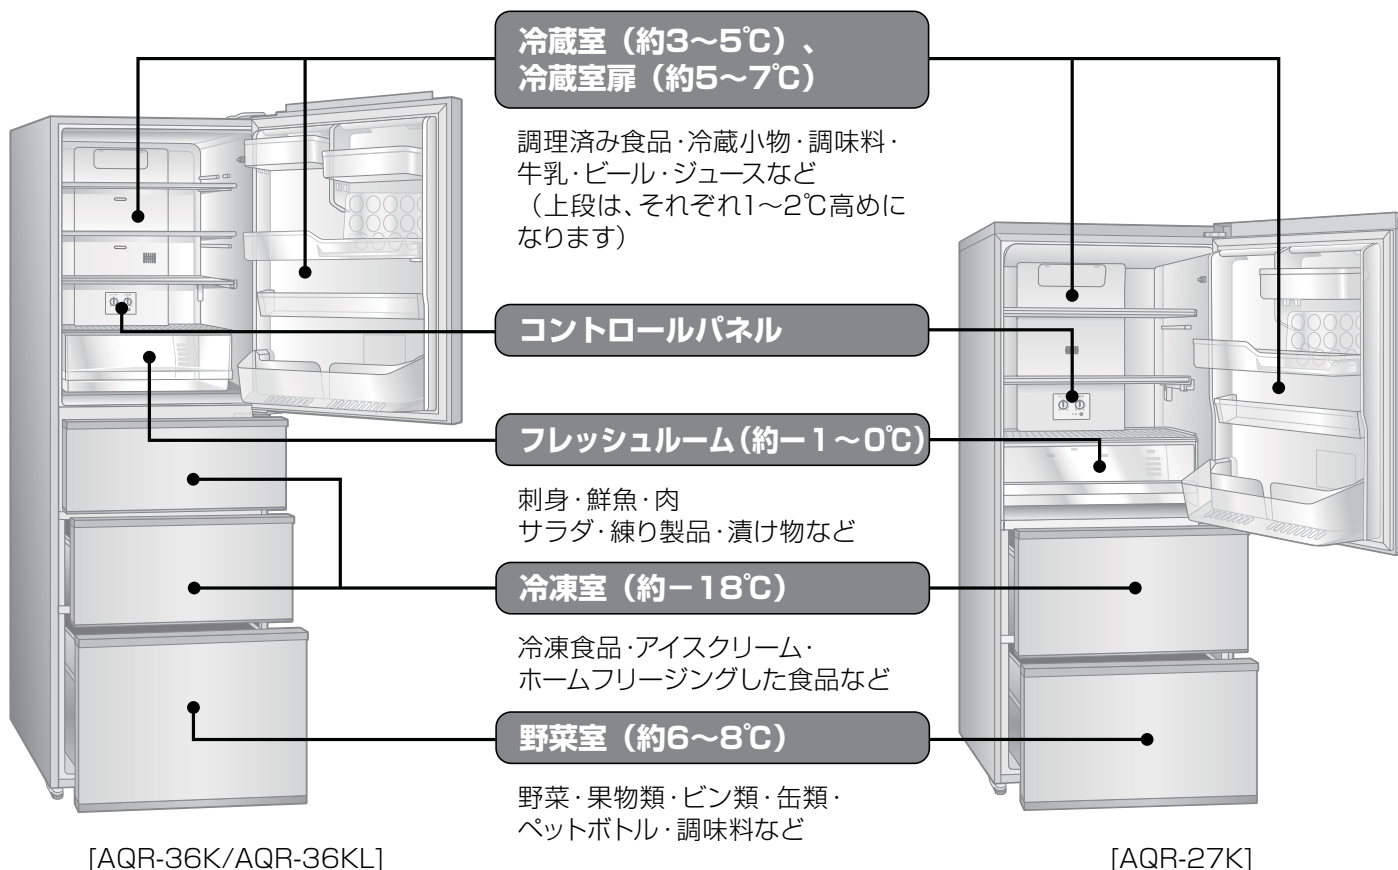 冷蔵室（約3～5℃）、
冷蔵室扉（約5～7℃）
調理済み食品・冷蔵小物・調味料・
牛乳・ビール・ジュースなど
（上段は、それぞれ1～2℃高めに
なります）
コントロールパネル
フレッシュルーム（約－1～0℃）
刺身・鮮魚・肉
サラダ・練り製品・漬け物など
冷凍室（約－18℃）
冷凍食品・アイスクリーム・
ホームフリージングした食品など
野菜室（約6～8℃）
野菜・果物類・ビン類・缶類・
ペットボトル・調味料など
[AQR-36K/AQR-36KL]
[AQR-27K]